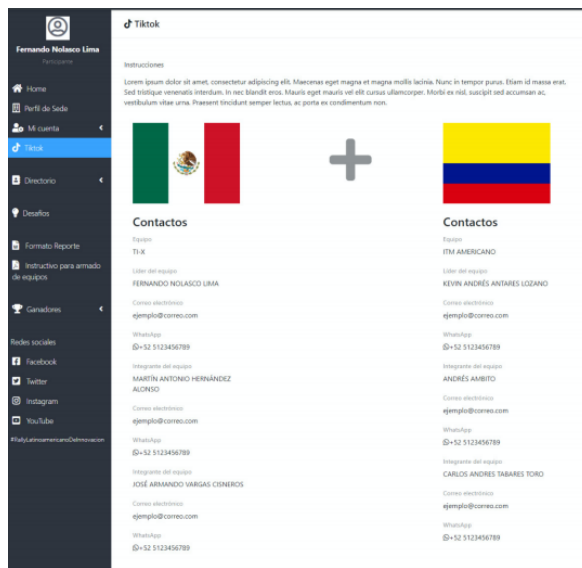 Fernando Nolasco Lima
Participante
Home
Perfil de Sede
Mi cuenta
Tiktok
Directorio
Desafíos
Formato Reporte
Instructivo para armado
de equipos
Ganadores
Redes sociales
Facebook
Twitter
Instagram
YouTube
#RallyLatinoamericanoDeInnovacion
Tiktok
Instrucciones
Lorem ipsum dolor sit amet, consectetur adipiscing elit. Maecenas eget magna et magna mollis lacinia. Nunc in tempor purus. Etiam id massa erat.
Sed tristique venenatis interdum. In nec blandit eros. Mauris eget mauris vel elit cursus ullamcorper. Morbi ex nisl, suscipit sed accumsan ac,
vestibulum vitae urna. Praesent tincidunt semper lectus, ac porta ex condimentum non.
Contactos
Equipo
TI-X
Líder del equipo
FERNANDO NOLASCO LIMA
Correo electrónico
ejemplo@correo.com
WhatsApp
+52 5123456789
Integrante del equipo
MARTÍN ANTONIO HERNÁNDEZ
ALONSO
Correo electrónico
ejemplo@correo.com
WhatsApp
+52 5123456789
Integrante del equipo
JOSÉ ARMANDO VARGAS CISNEROS
Correo electrónico
ejemplo@correo.com
WhatsApp
+52 5123456789
Contactos
Equipo
ITM AMERICANO
Líder del equipo
KEVIN ANDRÉS ANTARES LOZANO
Correo electrónico
ejemplo@correo.com
WhatsApp
+52 5123456789
Integrante del equipo
ANDRÉS AMBITO
Correo electrónico
ejemplo@correo.com
WhatsApp
+52 5123456789
Integrante del equipo
CARLOS ANDRES TABARES TORO
Correo electrónico
ejemplo@correo.com
WhatsApp
+52 5123456789